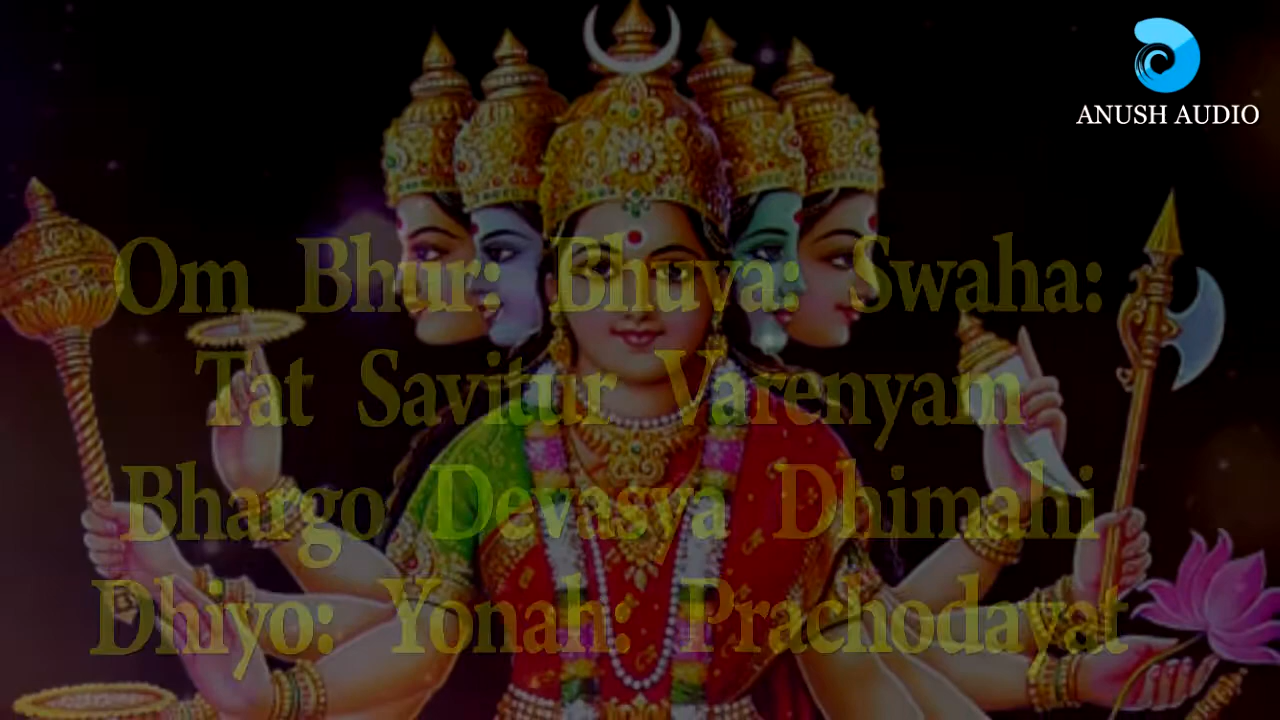 ANUSH AUDIO
Om Bhur: Bhuva: Swaha:
Tat Savitur Varenyam
Bhargo Devasya Dhimahi
Dhiyo: Yonah: Prachodayat